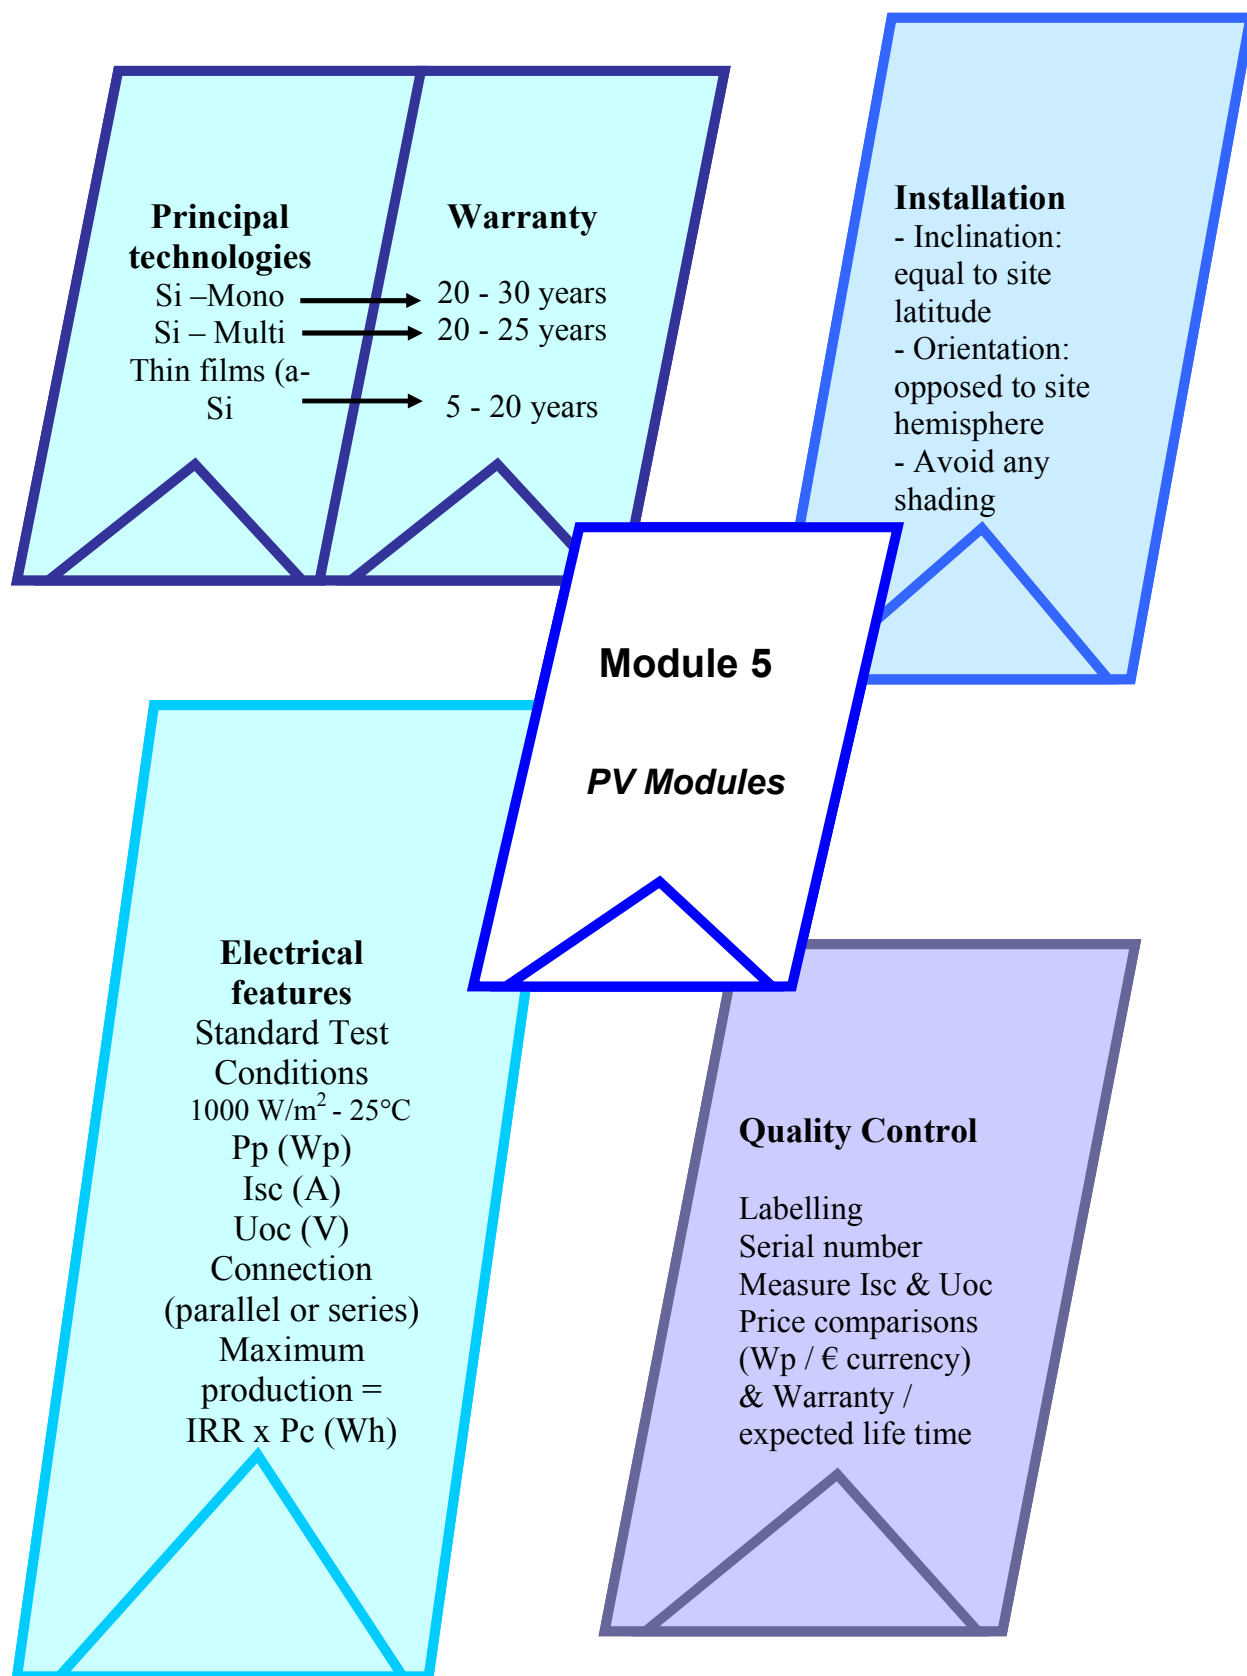 Principal
technologies
Si –Mono
Si – Multi
Thin films (a-
Si
Warranty
20 - 30 years
20 - 25 years
5 - 20 years
Installation
- Inclination:
equal to site
latitude
- Orientation:
opposed to site
hemisphere
- Avoid any
shading
Module 5
PV Modules
Electrical
features
Standard Test
Conditions
1000 W/m² - 25°C
Pp (Wp)
Isc (A)
Uoc (V)
Connection
(parallel or series)
Maximum
production =
IRR x Pc (Wh)
Quality Control
Labelling
Serial number
Measure Isc & Uoc
Price comparisons
(Wp / € currency)
& Warranty /
expected life time